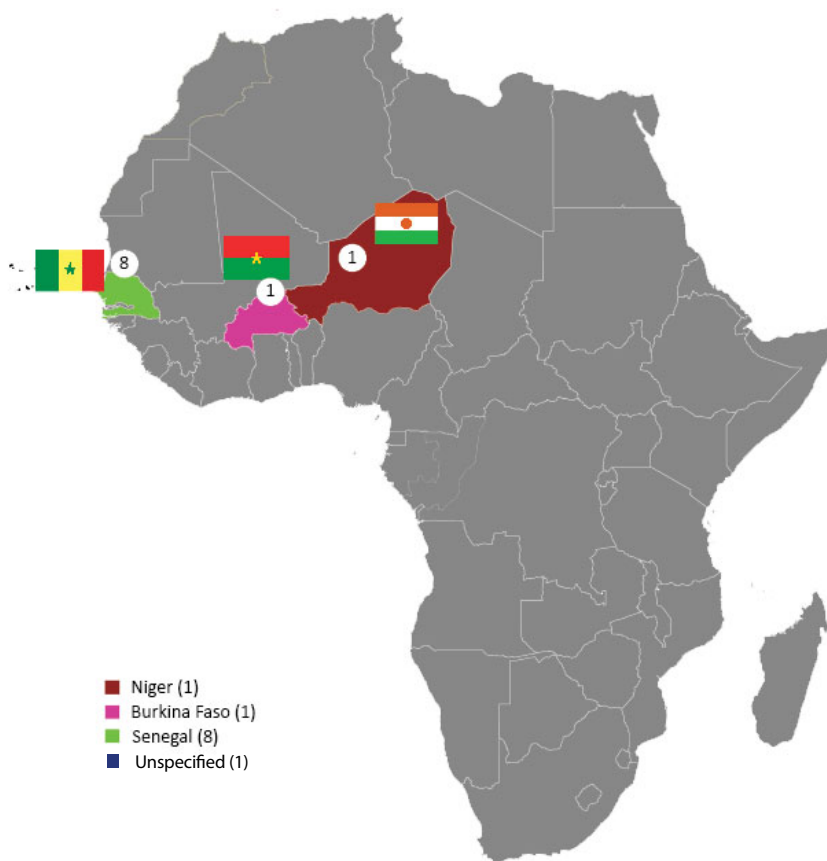 8
1
1
Niger (1)
Burkina Faso (1)
Senegal (8)
Unspecified (1)